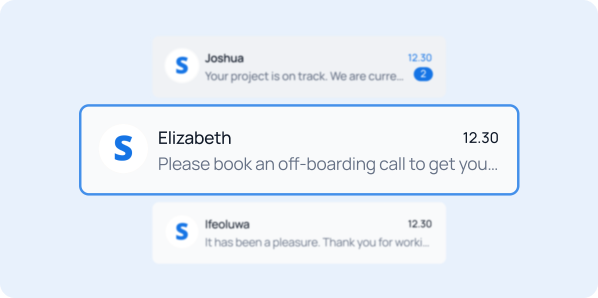 S
Joshua
12.30
Your project is on track. We are curre...
2
S
Elizabeth
12.30
Please book an off-boarding call to get you...
S
Ifeoluwa
12.30
It has been a pleasure. Thank you for worki...